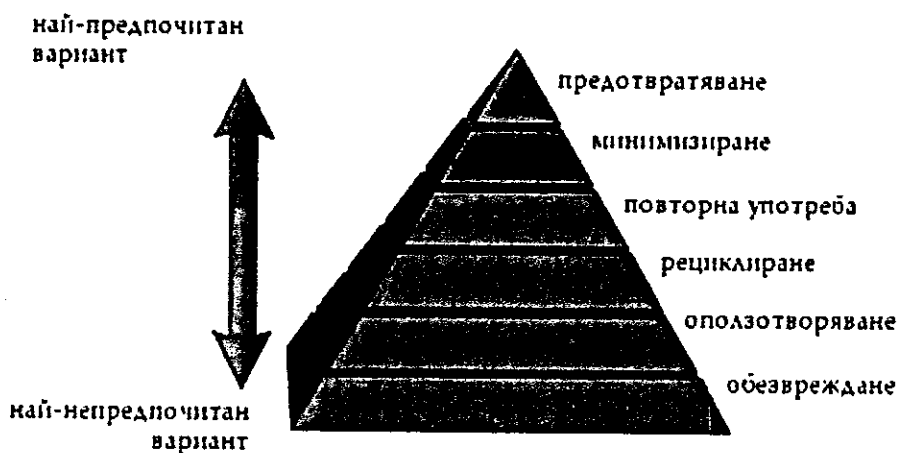 най-предпочитан
вариант
предотвратяване
минимизиране
повторна употреба
рециклиране
оползотворяване
обезвреждане
най-непредпочитан
вариант